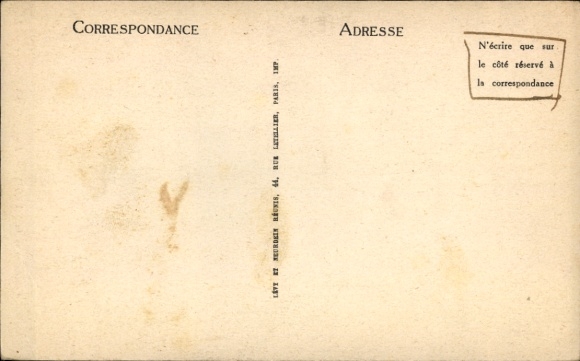 CORRESPONDANCE
ADRESSE
N'écrire que sur
le côté réservé à
la correspondance
LÉVY ET NEURDEIN RÉUNIS, 44, RUE LETELLIER, PARIS, IMP.